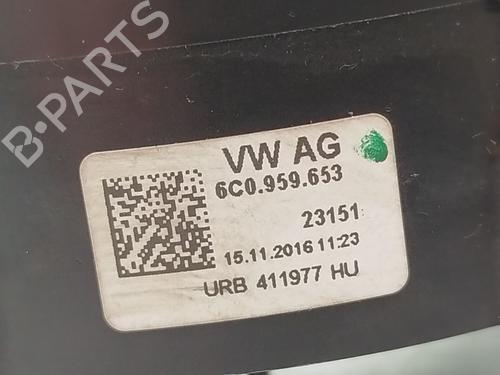 B-PARTS
VW AG
6C0.959.653
23151
15.11.2016 11:23
URB 411977 HU